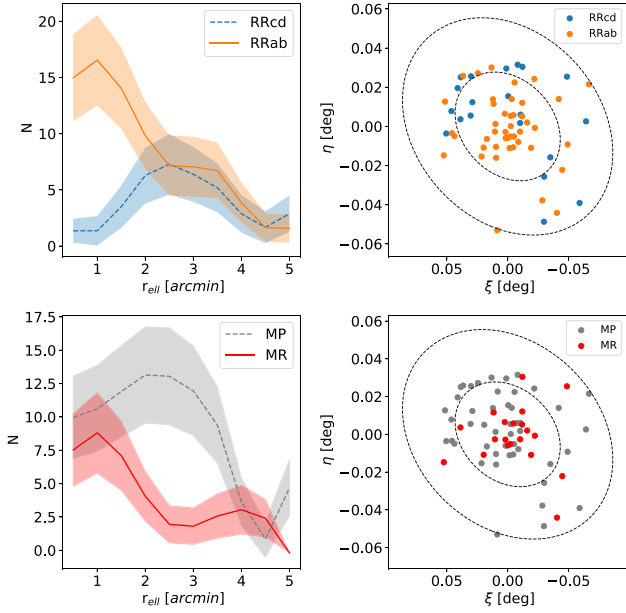 RRcd
RRab
20
15
10
5
0
N
1 2 3 4 5
r_ell [arcmin]
RRcd
RRab
0.06
0.04
0.02
0.00
−0.02
−0.04
−0.06
η [deg]
0.05 0.00 −0.05
ξ [deg]
MP
MR
17.5
15.0
12.5
10.0
7.5
5.0
2.5
0.0
N
1 2 3 4 5
r_ell [arcmin]
MP
MR
0.06
0.04
0.02
0.00
−0.02
−0.04
−0.06
η [deg]
0.05 0.00 −0.05
ξ [deg]